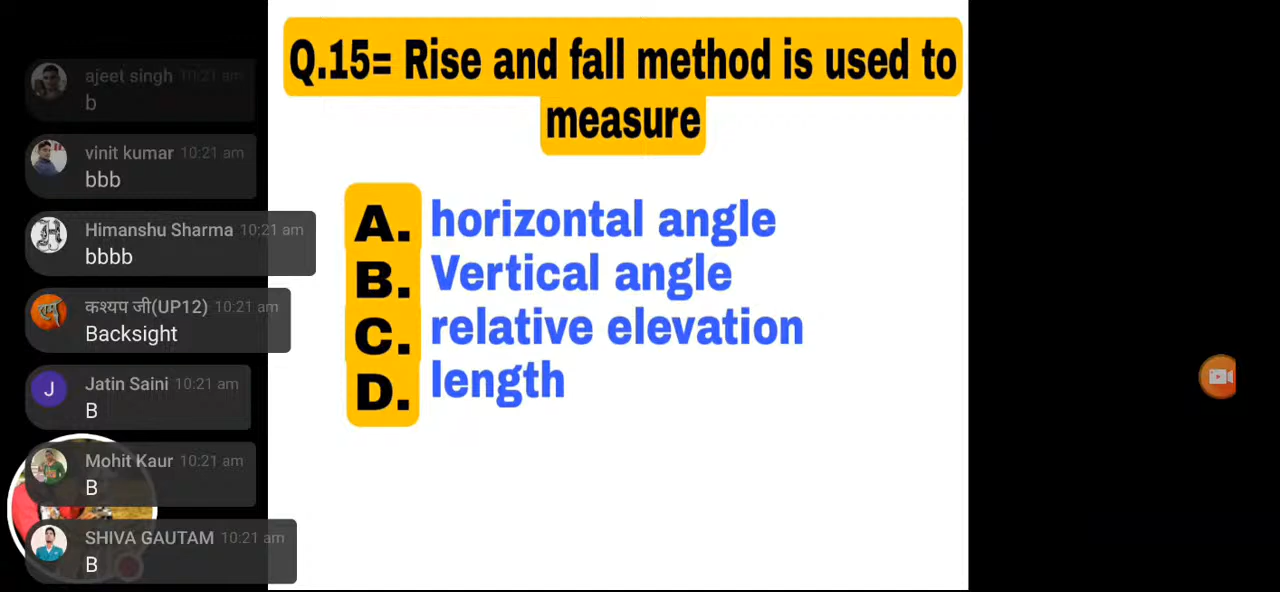 Q.15= Rise and fall method is used to
measure
A. horizontal angle
B. Vertical angle
C. relative elevation
D. length
ajeet singh 10:21 am
b
vinit kumar 10:21 am
bbb
Himanshu Sharma 10:21 am
bbbb
कश्यप जी(UP12) 10:21 am
Backsight
J
Jatin Saini 10:21 am
B
Mohit Kaur 10:21 am
B
SHIVA GAUTAM 10:21 am
B